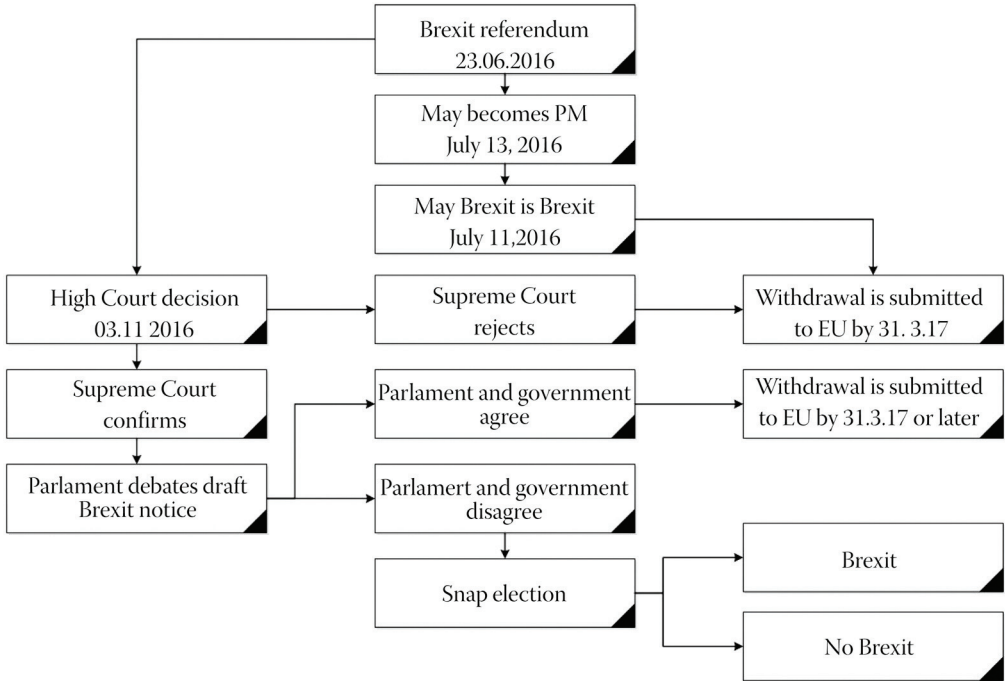 Brexit referendum
23.06.2016
May becomes PM
July 13, 2016
May Brexit is Brexit
July 11,2016
High Court decision
03.11 2016
Supreme Court
rejects
Withdrawal is submitted
to EU by 31. 3.17
Supreme Court
confirms
Parlament and government
agree
Withdrawal is submitted
to EU by 31.3.17 or later
Parlament debates draft
Brexit notice
Parlamert and government
disagree
Snap election
Brexit
No Brexit